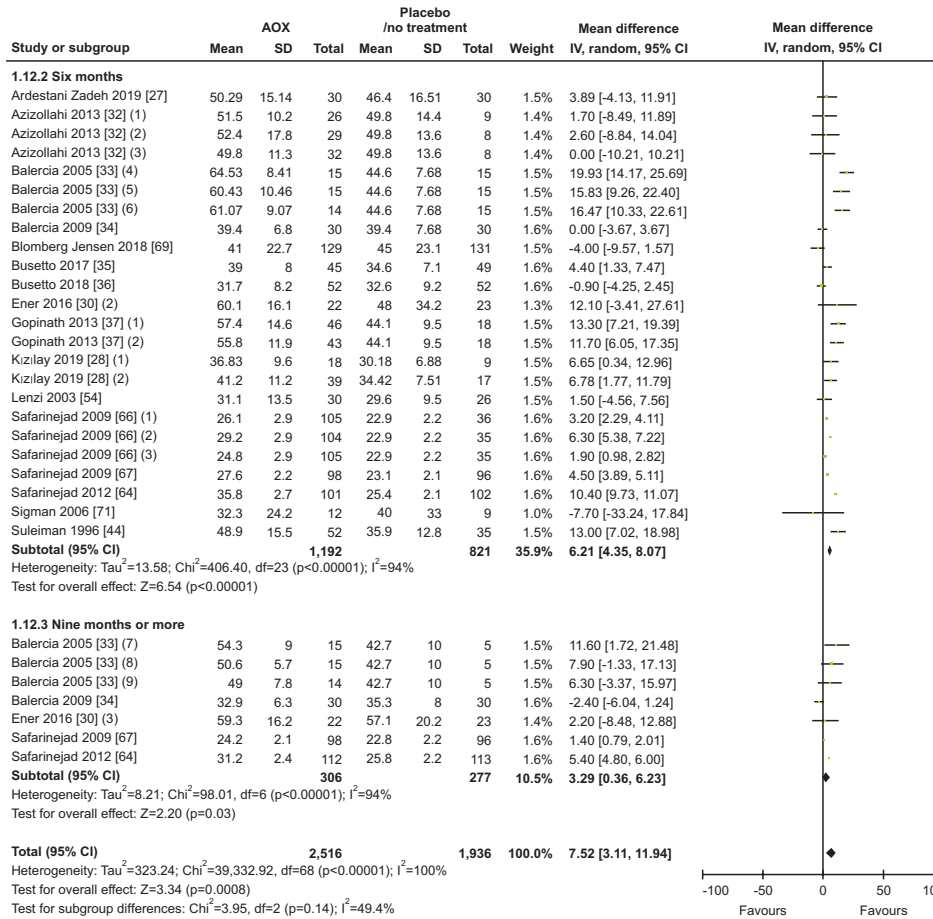 Placebo
AOX /no treatment Mean difference Mean difference
Study or subgroup Mean SD Total Mean SD Total Weight IV, random, 95% CI IV, random, 95% CI
1.12.2 Six months
Ardestani Zadeh 2019 [27] 50.29 15.14 30 46.4 16.51 30 1.5% 3.89 [-4.13, 11.91]
Azizollahi 2013 [32] (1) 51.5 10.2 26 49.8 14.4 9 1.4% 1.70 [-8.49, 11.89]
Azizollahi 2013 [32] (2) 52.4 17.8 29 49.8 13.6 8 1.4% 2.60 [-8.84, 14.04]
Azizollahi 2013 [32] (3) 49.8 11.3 32 49.8 13.6 8 1.4% 0.00 [-10.21, 10.21]
Balercia 2005 [33] (4) 64.53 8.41 15 44.6 7.68 15 1.5% 19.93 [14.17, 25.69]
Balercia 2005 [33] (5) 60.43 10.46 15 44.6 7.68 15 1.5% 15.83 [9.26, 22.40]
Balercia 2005 [33] (6) 61.07 9.07 14 44.6 7.68 15 1.5% 16.47 [10.33, 22.61]
Balercia 2009 [34] 39.4 6.8 30 39.4 7.68 30 1.6% 0.00 [-3.67, 3.67]
Blomberg Jensen 2018 [69] 41 22.7 129 45 23.1 131 1.6% -4.00 [-9.57, 1.57]
Busetto 2017 [35] 39 8 45 34.6 7.1 49 1.6% 4.40 [1.33, 7.47]
Busetto 2018 [36] 31.7 8.2 52 32.6 9.2 52 1.6% -0.90 [-4.25, 2.45]
Ener 2016 [30] (2) 60.1 16.1 22 48 34.2 23 1.3% 12.10 [-3.41, 27.61]
Gopinath 2013 [37] (1) 57.4 14.6 46 44.1 9.5 18 1.5% 13.30 [7.21, 19.39]
Gopinath 2013 [37] (2) 55.8 11.9 43 44.1 9.5 18 1.6% 11.70 [6.05, 17.35]
Kızılay 2019 [28] (1) 36.83 9.6 18 30.18 6.88 9 1.5% 6.65 [0.34, 12.96]
Kızılay 2019 [28] (2) 41.2 11.2 39 34.42 7.51 17 1.6% 6.78 [1.77, 11.79]
Lenzi 2003 [54] 31.1 13.5 30 29.6 9.5 26 1.5% 1.50 [-4.56, 7.56]
Safarinejad 2009 [66] (1) 26.1 2.9 105 22.9 2.2 36 1.6% 3.20 [2.29, 4.11]
Safarinejad 2009 [66] (2) 29.2 2.9 104 22.9 2.2 35 1.6% 6.30 [5.38, 7.22]
Safarinejad 2009 [66] (3) 24.8 2.9 105 22.9 2.2 35 1.6% 1.90 [0.98, 2.82]
Safarinejad 2009 [67] 27.6 2.2 98 23.1 2.1 96 1.6% 4.50 [3.89, 5.11]
Safarinejad 2012 [64] 35.8 2.7 101 25.4 2.1 102 1.6% 10.40 [9.73, 11.07]
Sigman 2006 [71] 32.3 24.2 12 40 33 9 1.0% -7.70 [-33.24, 17.84]
Suleiman 1996 [44] 48.9 15.5 52 35.9 12.8 35 1.5% 13.00 [7.02, 18.98]
Subtotal (95% CI) 1,192 821 35.9% 6.21 [4.35, 8.07]
Heterogeneity: Tau²=13.58; Chi²=406.40, df=23 (p<0.00001); I²=94%
Test for overall effect: Z=6.54 (p<0.00001)
1.12.3 Nine months or more
Balercia 2005 [33] (7) 54.3 9 15 42.7 10 5 1.5% 11.60 [1.72, 21.48]
Balercia 2005 [33] (8) 50.6 5.7 15 42.7 10 5 1.5% 7.90 [-1.33, 17.13]
Balercia 2005 [33] (9) 49 7.8 14 42.7 10 5 1.5% 6.30 [-3.37, 15.97]
Balercia 2009 [34] 32.9 6.3 30 35.3 8 30 1.6% -2.40 [-6.04, 1.24]
Ener 2016 [30] (3) 59.3 16.2 22 57.1 20.2 23 1.4% 2.20 [-8.48, 12.88]
Safarinejad 2009 [67] 24.2 2.1 98 22.8 2.2 96 1.6% 1.40 [0.79, 2.01]
Safarinejad 2012 [64] 31.2 2.4 112 25.8 2.2 113 1.6% 5.40 [4.80, 6.00]
Subtotal (95% CI) 306 277 10.5% 3.29 [0.36, 6.23]
Heterogeneity: Tau²=8.21; Chi²=98.01, df=6 (p<0.00001); I²=94%
Test for overall effect: Z=2.20 (p=0.03)
Total (95% CI) 2,516 1,936 100.0% 7.52 [3.11, 11.94]
Heterogeneity: Tau²=323.24; Chi²=39,332.92, df=68 (p<0.00001); I²=100%
Test for overall effect: Z=3.34 (p=0.0008)
Test for subgroup differences: Chi²=3.95, df=2 (p=0.14); I²=49.4%
-100 -50 0 50
Favours Favours